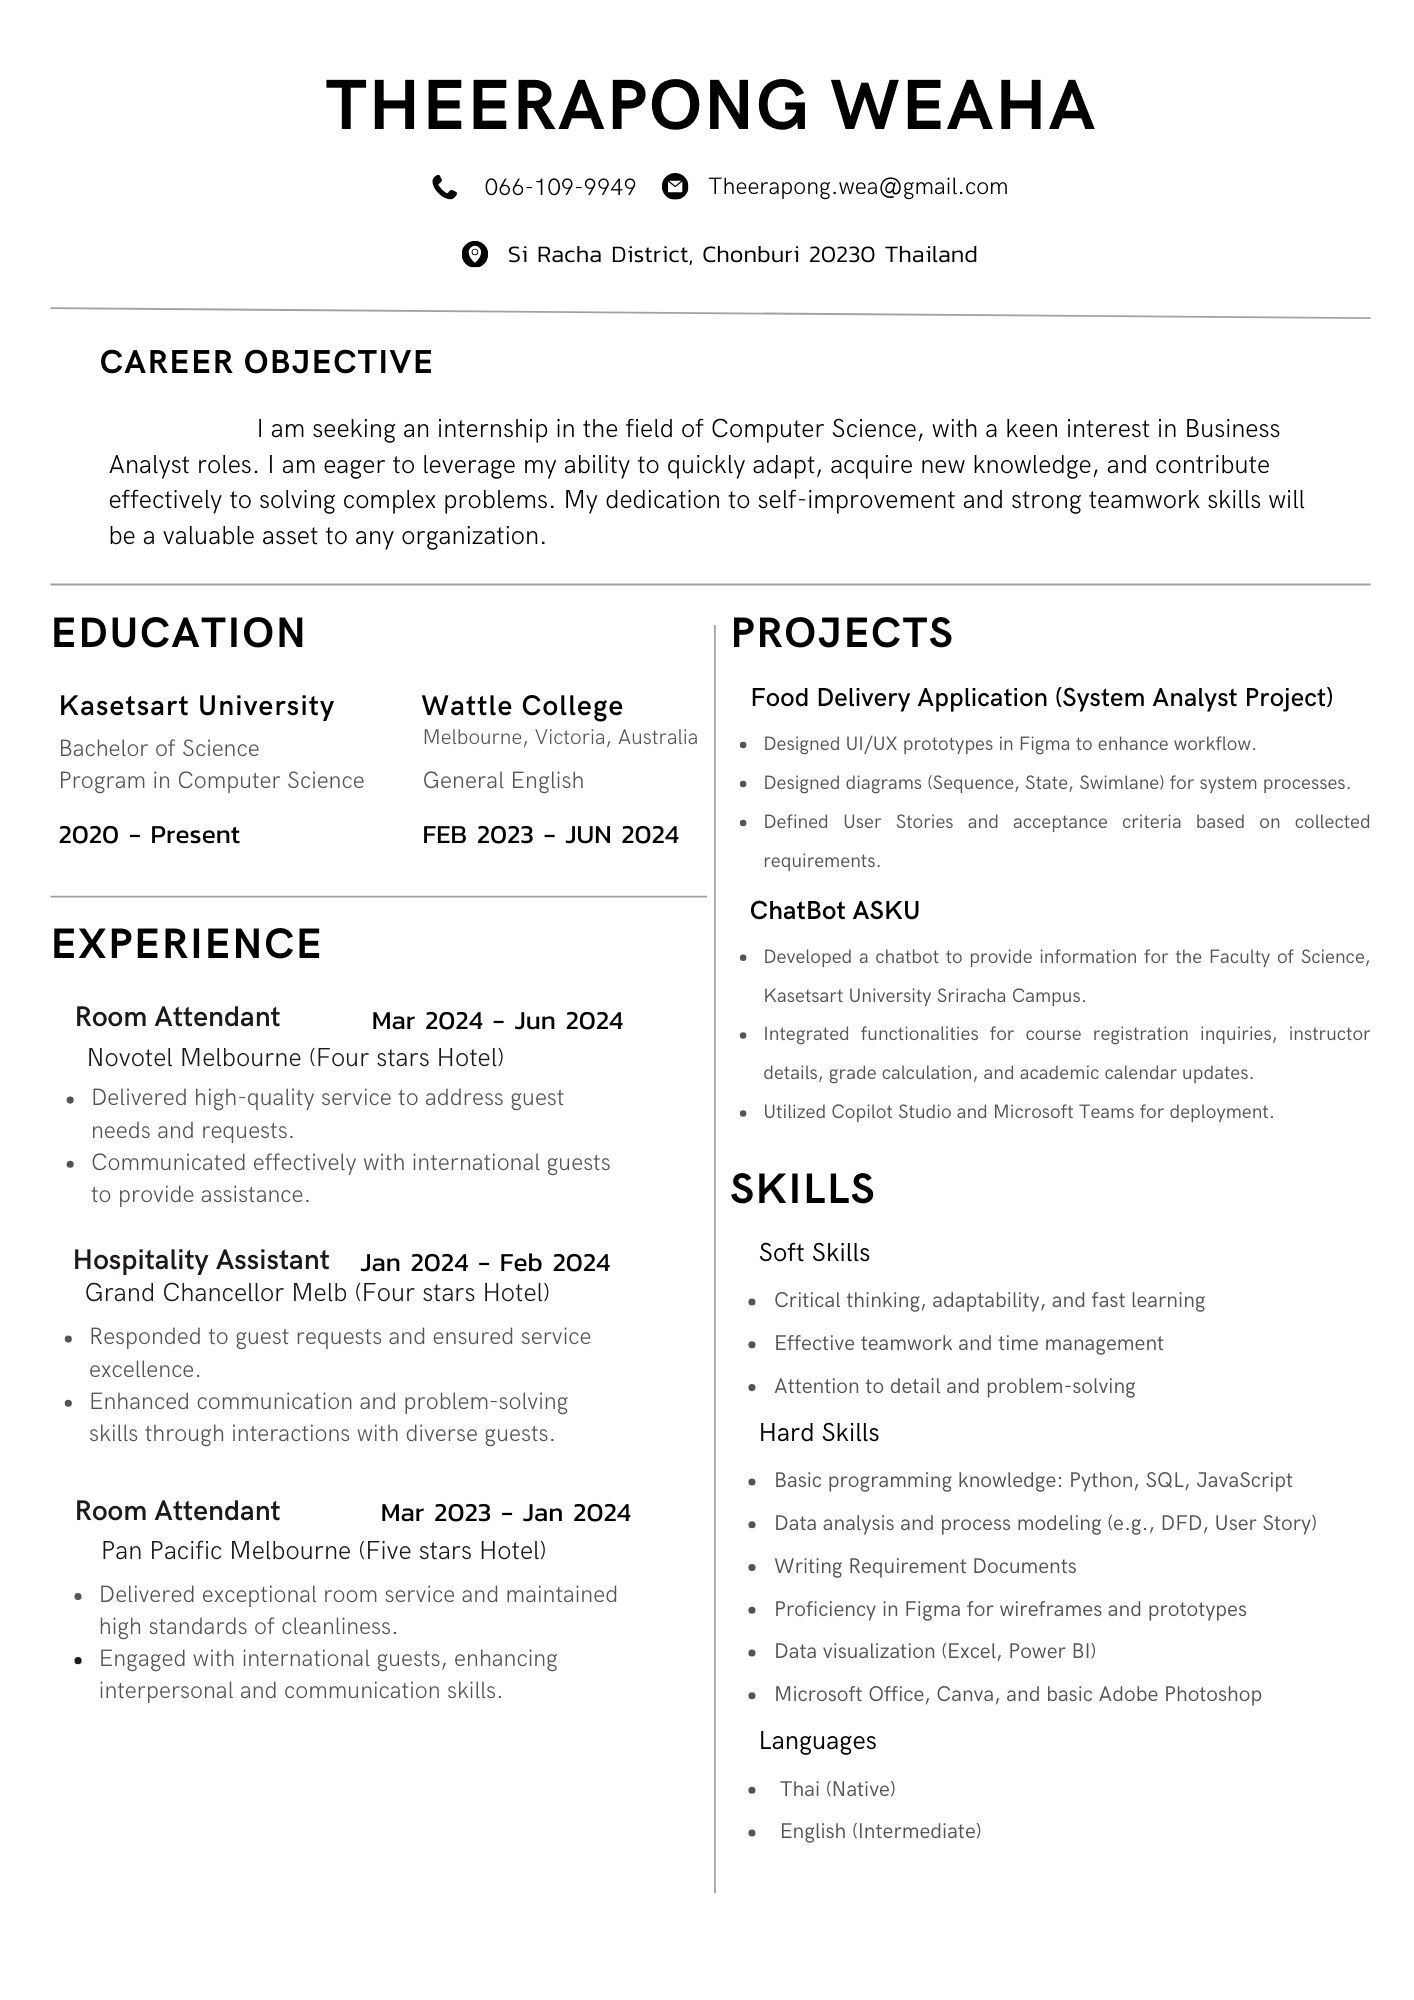 THEERAPONG WEAHA
066-109-9949 Theerapong.wea@gmail.com
Si Racha District, Chonburi 20230 Thailand
CAREER OBJECTIVE
I am seeking an internship in the field of Computer Science, with a keen interest in Business
Analyst roles. I am eager to leverage my ability to quickly adapt, acquire new knowledge, and contribute
effectively to solving complex problems. My dedication to self-improvement and strong teamwork skills will
be a valuable asset to any organization.
EDUCATION
Kasetsart University
Bachelor of Science
Program in Computer Science
2020 - Present
Wattle College
Melbourne, Victoria, Australia
General English
FEB 2023 - JUN 2024
EXPERIENCE
Room Attendant Mar 2024 - Jun 2024
Novotel Melbourne (Four stars Hotel)
• Delivered high-quality service to address guest
needs and requests.
• Communicated effectively with international guests
to provide assistance.
Hospitality Assistant Jan 2024 - Feb 2024
Grand Chancellor Melb (Four stars Hotel)
• Responded to guest requests and ensured service
excellence.
• Enhanced communication and problem-solving
skills through interactions with diverse guests.
Room Attendant Mar 2023 - Jan 2024
Pan Pacific Melbourne (Five stars Hotel)
• Delivered exceptional room service and maintained
high standards of cleanliness.
• Engaged with international guests, enhancing
interpersonal and communication skills.
PROJECTS
Food Delivery Application (System Analyst Project)
• Designed UI/UX prototypes in Figma to enhance workflow.
• Designed diagrams (Sequence, State, Swimlane) for system processes.
• Defined User Stories and acceptance criteria based on collected
requirements.
ChatBot ASKU
• Developed a chatbot to provide information for the Faculty of Science,
Kasetsart University Sriracha Campus.
• Integrated functionalities for course registration inquiries, instructor
details, grade calculation, and academic calendar updates.
• Utilized Copilot Studio and Microsoft Teams for deployment.
SKILLS
Soft Skills
• Critical thinking, adaptability, and fast learning
• Effective teamwork and time management
• Attention to detail and problem-solving
Hard Skills
• Basic programming knowledge: Python, SQL, JavaScript
• Data analysis and process modeling (e.g., DFD, User Story)
• Writing Requirement Documents
• Proficiency in Figma for wireframes and prototypes
• Data visualization (Excel, Power BI)
• Microsoft Office, Canva, and basic Adobe Photoshop
Languages
• Thai (Native)
• English (Intermediate)